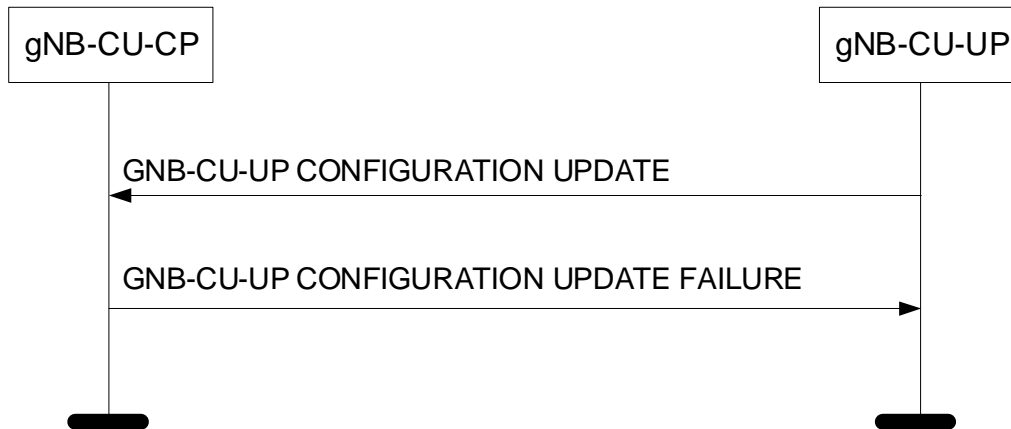 gNB-CU-CP
gNB-CU-UP
GNB-CU-UP CONFIGURATION UPDATE
GNB-CU-UP CONFIGURATION UPDATE FAILURE